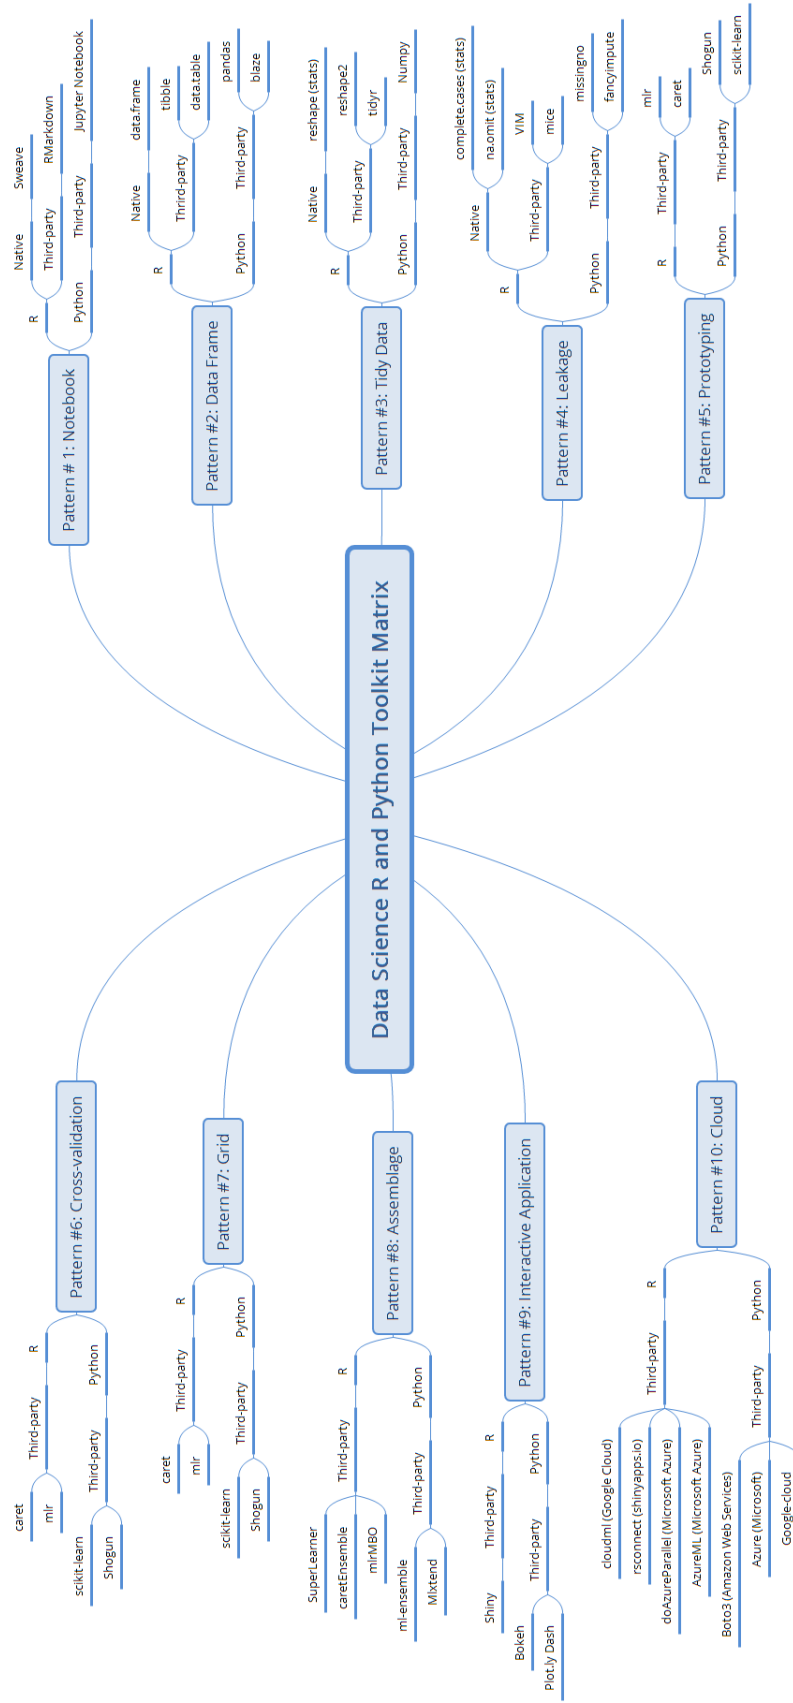 Data Science R and Python Toolkit Matrix
Pattern # 1: Notebook
R
Native
Sweave
Third-party
RMarkdown
Python
Third-party
Jupyter Notebook
Pattern #2: Data Frame
R
Native
data.frame
Thrird-party
tibble
data.table
Python
Third-party
pandas
blaze
Pattern #3: Tidy Data
R
Native
reshape (stats)
Third-party
reshape2
tidyr
Python
Third-party
Numpy
Pattern #4: Leakage
R
Native
complete.cases (stats)
na.omit (stats)
Third-party
VIM
mice
Python
Third-party
missingno
fancyimpute
Pattern #5: Prototyping
R
Third-party
mlr
caret
Python
Third-party
Shogun
scikit-learn
Pattern #6: Cross-validation
R
Third-party
caret
mlr
Python
Third-party
scikit-learn
Shogun
Pattern #7: Grid
R
Third-party
caret
mlr
Python
Third-party
scikit-learn
Shogun
Pattern #8: Assemblage
R
Third-party
SuperLearner
caretEnsemble
mlrMBO
Python
Third-party
ml-ensemble
Mlxtend
Pattern #9: Interactive Application
R
Third-party
Shiny
Python
Third-party
Bokeh
Plot.ly Dash
Pattern #10: Cloud
R
Third-party
cloudml (Google Cloud)
rsconnect (shinyapps.io)
doAzureParallel (Microsoft Azure)
AzureML (Microsoft Azure)
Python
Third-party
Boto3 (Amazon Web Services)
Azure (Microsoft)
Google-cloud